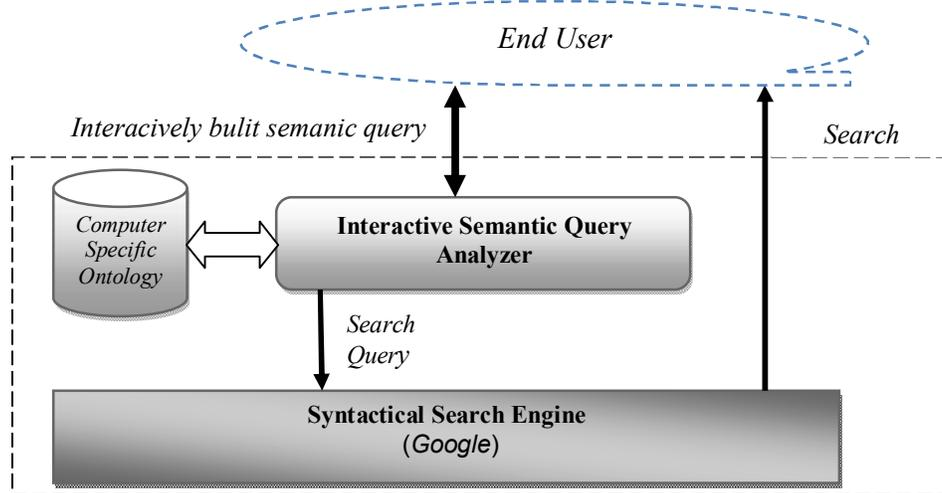 End User
Interacively bulit semanic query
Search
Computer
Specific
Ontology
Interactive Semantic Query
Analyzer
Search
Query
Syntactical Search Engine
(Google)